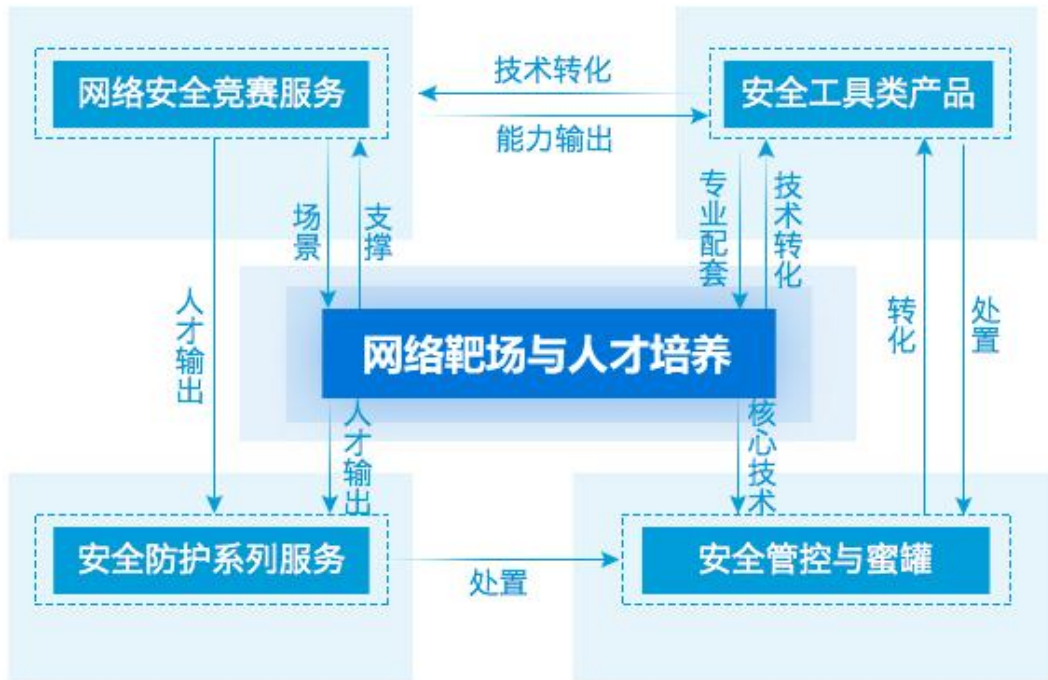 网络安全竞赛服务
技术转化
安全工具类产品
能力输出
场景
支撑
专业配套
技术转化
人才输出
转化
处置
网络靶场与人才培养
人才输出
核心技术
安全防护系列服务
处置
安全管控与蜜罐